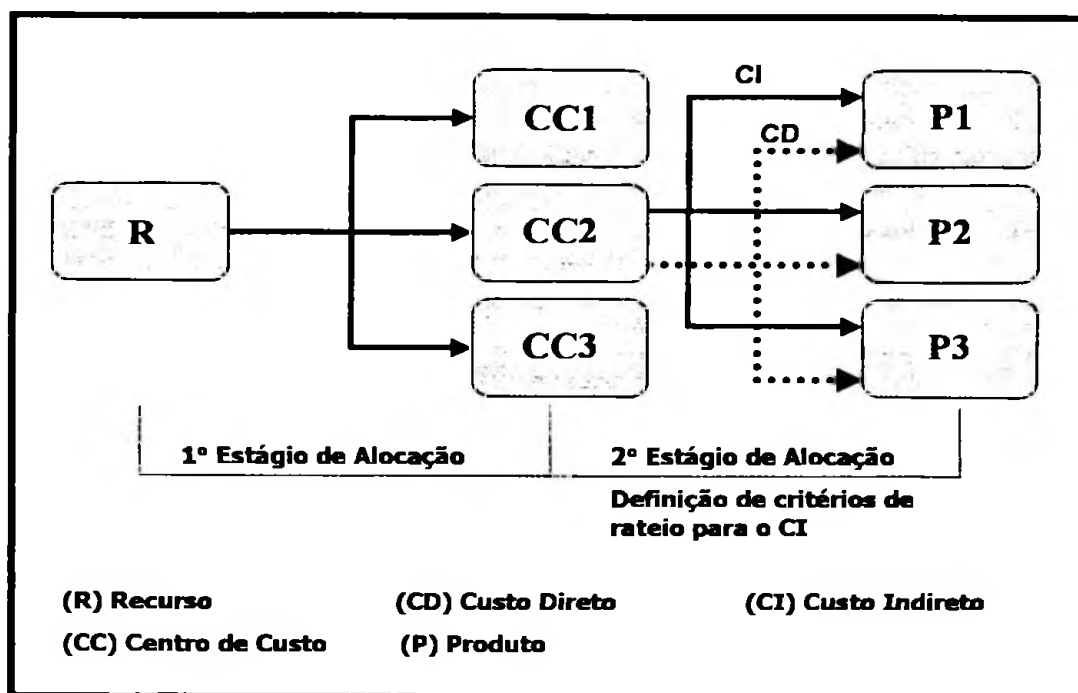 CI
CC1
P1
CD
R
CC2
P2
CC3
P3
1º Estágio de Alocação
2º Estágio de Alocação
Definição de critérios de
rateio para o CI
(R) Recurso
(CD) Custo Direto
(CI) Custo Indireto
(CC) Centro de Custo
(P) Produto